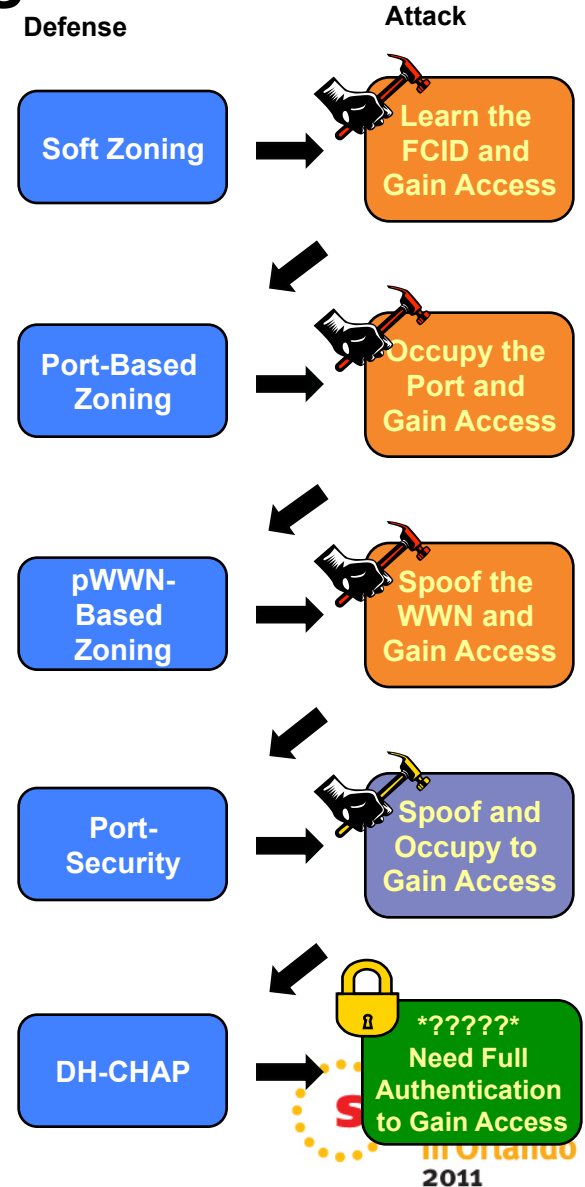 Defense
Attack
Soft Zoning
Learn the
FCID and
Gain Access
Port-Based
Zoning
Occupy the
Port and
Gain Access
pWWN-
Based
Zoning
Spoof the
WWN and
Gain Access
Port-
Security
Spoof and
Occupy to
Gain Access
DH-CHAP
*?????*
Need Full
Authentication
to Gain Access
in Orlando
2011